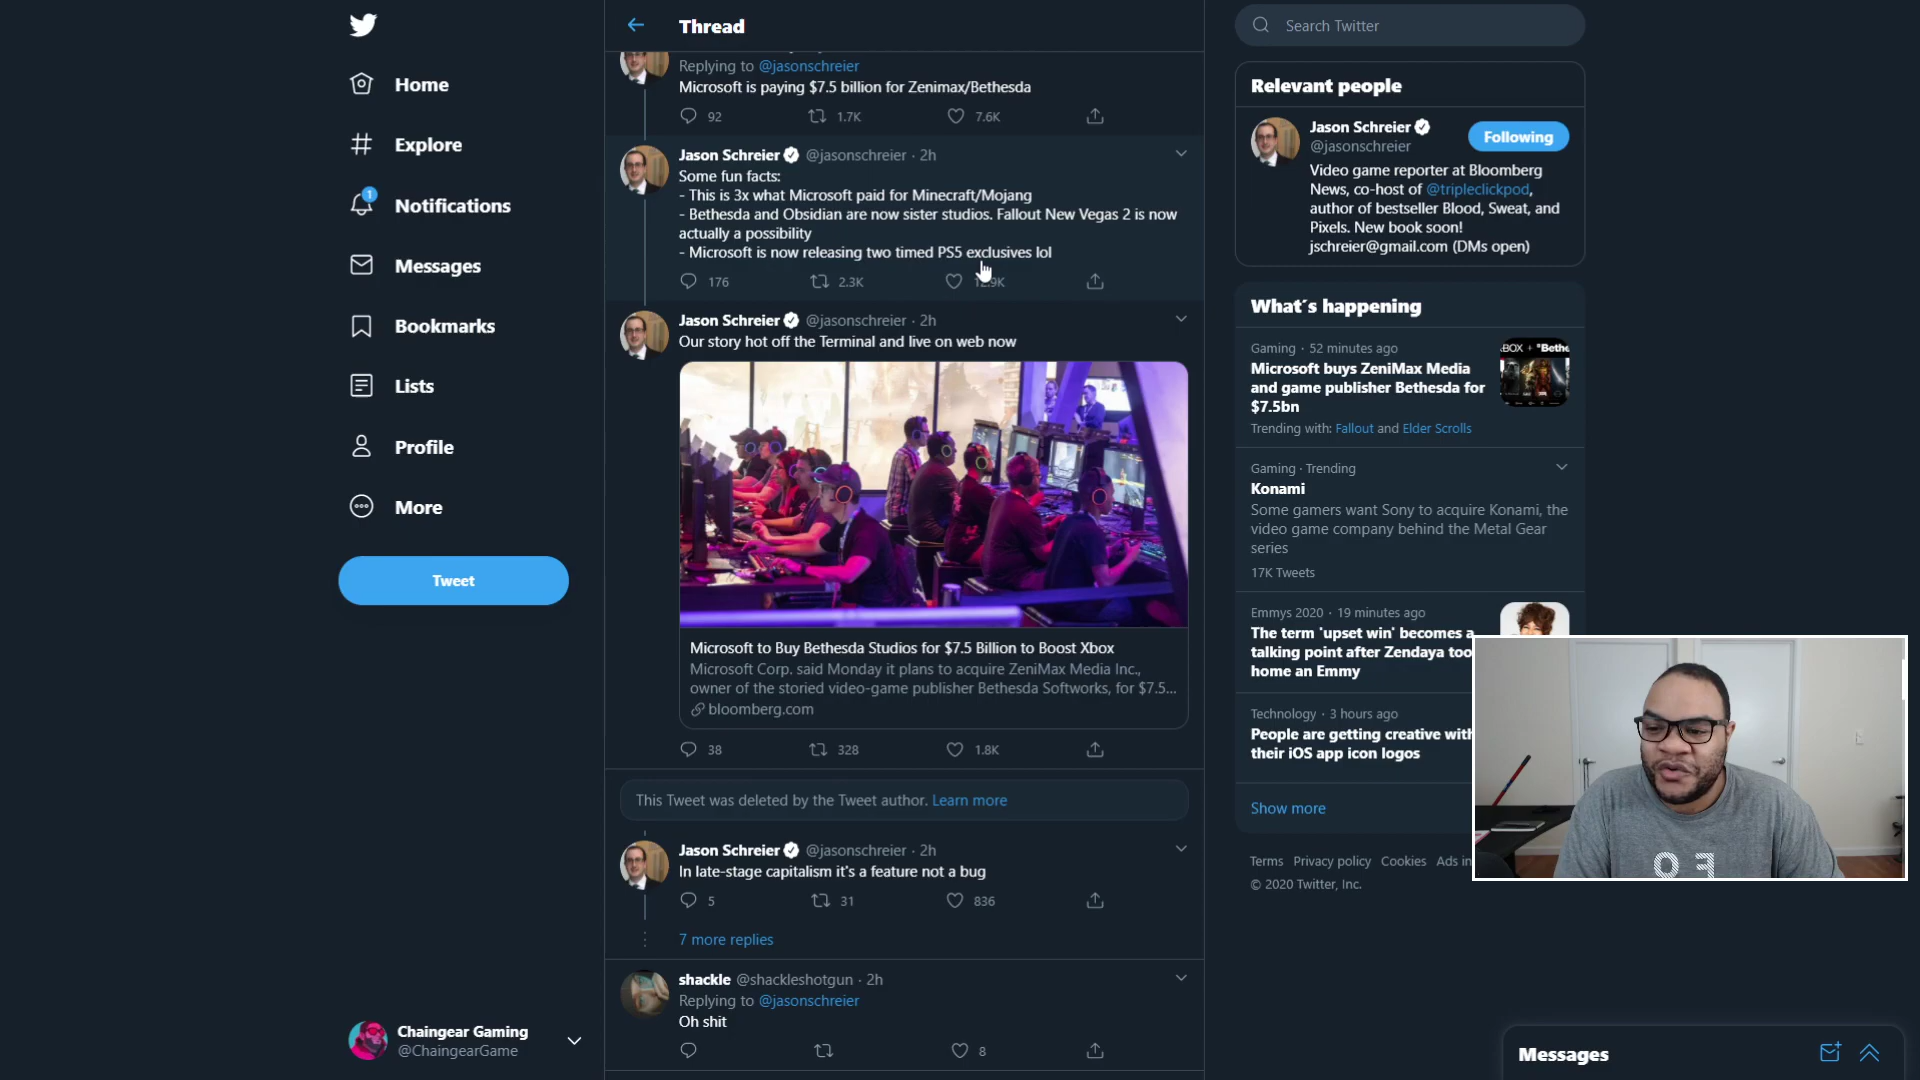 Home
Explore
1
Notifications
Messages
Bookmarks
Lists
Profile
More
Tweet
Chaingear Gaming
@ChaingearGame
Thread
Replying to @jasonschreier
Microsoft is paying $7.5 billion for Zenimax/Bethesda
92 1.7K 7.6K
Jason Schreier @jasonschreier · 2h
Some fun facts:
- This is 3x what Microsoft paid for Minecraft/Mojang
- Bethesda and Obsidian are now sister studios. Fallout New Vegas 2 is now
actually a possibility
- Microsoft is now releasing two timed PS5 exclusives lol
176 2.3K 12.9K
Jason Schreier @jasonschreier · 2h
Our story hot off the Terminal and live on web now
Microsoft to Buy Bethesda Studios for $7.5 Billion to Boost Xbox
Microsoft Corp. said Monday it plans to acquire ZeniMax Media Inc.,
owner of the storied video-game publisher Bethesda Softworks, for $7.5...
bloomberg.com
38 328 1.8K
This Tweet was deleted by the Tweet author. Learn more
Jason Schreier @jasonschreier · 2h
In late-stage capitalism it's a feature not a bug
5 31 836
7 more replies
shackle @shackleshotgun · 2h
Replying to @jasonschreier
Oh shit
8
Search Twitter
Relevant people
Jason Schreier
@jasonschreier
Following
Video game reporter at Bloomberg
News, co-host of @tripleclickpod,
author of bestseller Blood, Sweat, and
Pixels. New book soon!
jschreier@gmail.com (DMs open)
What's happening
Gaming · 52 minutes ago
Microsoft buys ZeniMax Media
and game publisher Bethesda for
$7.5bn
Trending with: Fallout and Elder Scrolls
Gaming · Trending
Konami
Some gamers want Sony to acquire Konami, the
video game company behind the Metal Gear
series
17K Tweets
Emmys 2020 · 19 minutes ago
The term 'upset win' becomes a
talking point after Zendaya too
home an Emmy
Technology · 3 hours ago
People are getting creative with
their iOS app icon logos
Show more
Terms Privacy policy Cookies Ads in
© 2020 Twitter, Inc.
Messages